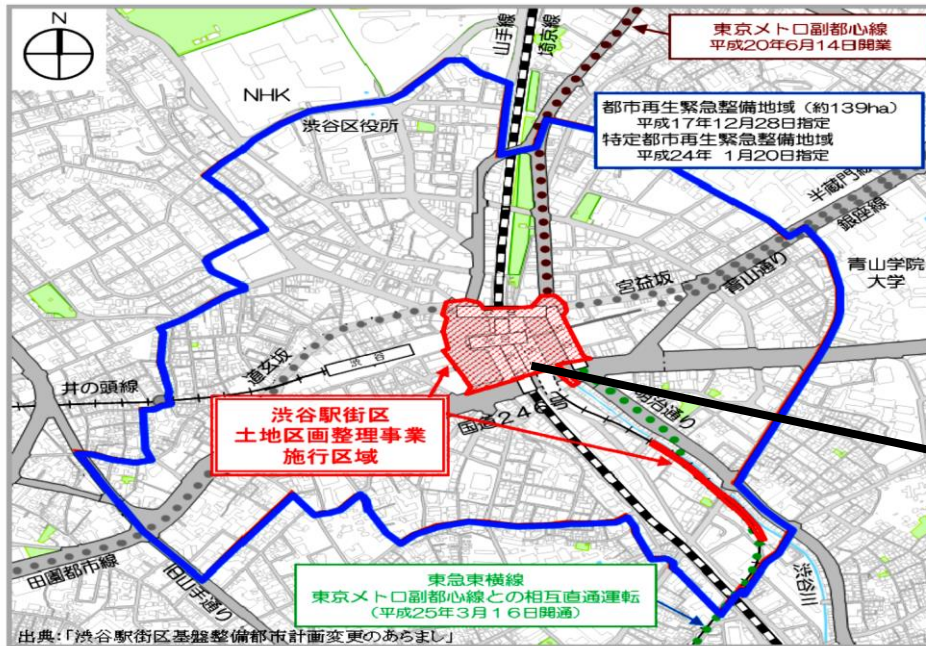 N
NHK
渋谷区役所
山手線
埼京線
東京メトロ副都心線
平成20年6月14日開業
都市再生緊急整備地域（約139ha）
平成17年12月28日指定
特定都市再生緊急整備地域
平成24年 1月20日指定
半蔵門線
銀座線
青山学院
大学
宮益坂
青山通り
道玄坂
渋谷
井の頭線
渋谷駅街区
土地区画整理事業
施行区域
国道246号
明治通り
田園都市線
旧山手通り
東急東横線
東京メトロ副都心線との相互直通運転
（平成25年3月16日開通）
渋谷川
出典：「渋谷駅街区基盤整備都市計画変更のあらまし」